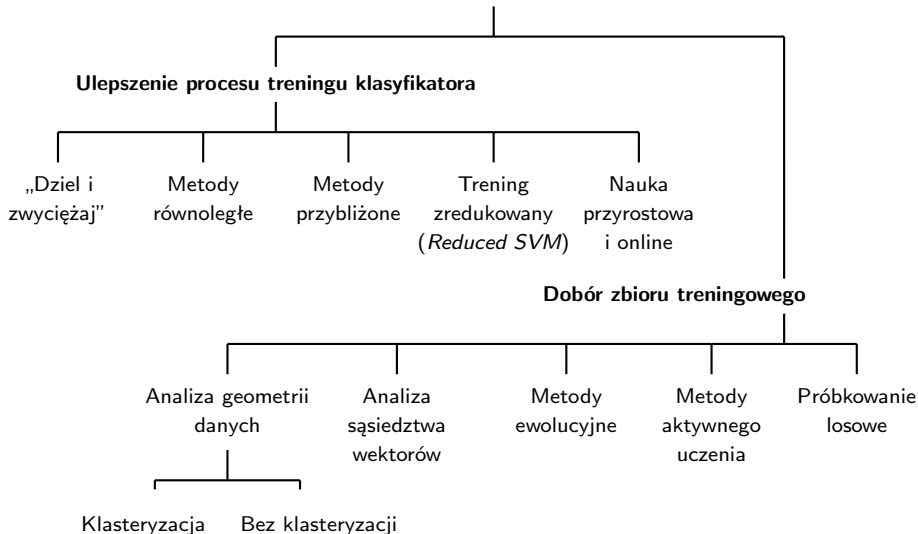 Ulepszenie procesu treningu klasyfikatora
„Dziel i
zwyciężaj”
Metody
równoległe
Metody
przybliżone
Trening
zredukowany
(Reduced SVM)
Nauka
przyrostowa
i online
Dobór zbioru treningowego
Analiza geometrii
danych
Analiza
sąsiedztwa
wektorów
Metody
ewolucyjne
Metody
aktywnego
uczenia
Próbkowanie
losowe
Klasteryzacja
Bez klasteryzacji